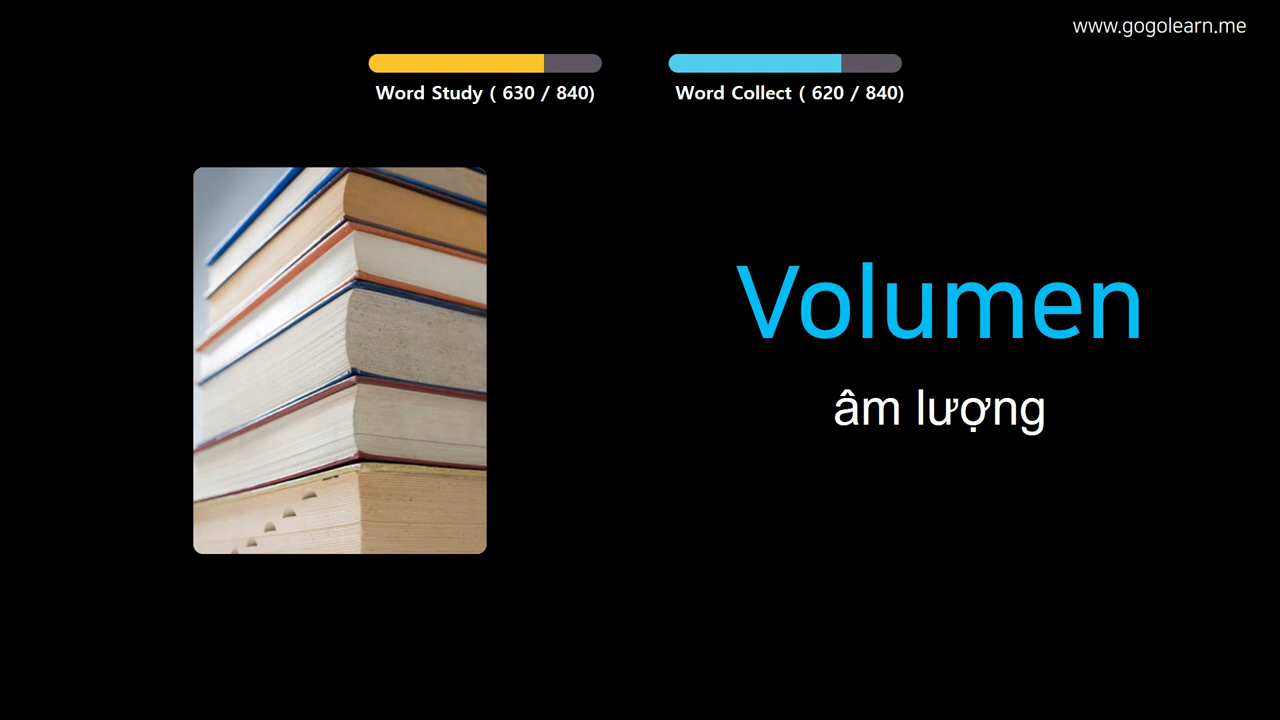 www.gogolearn.me
Word Study ( 630 / 840)
Word Collect ( 620 / 840)
Volumen
âm lượng